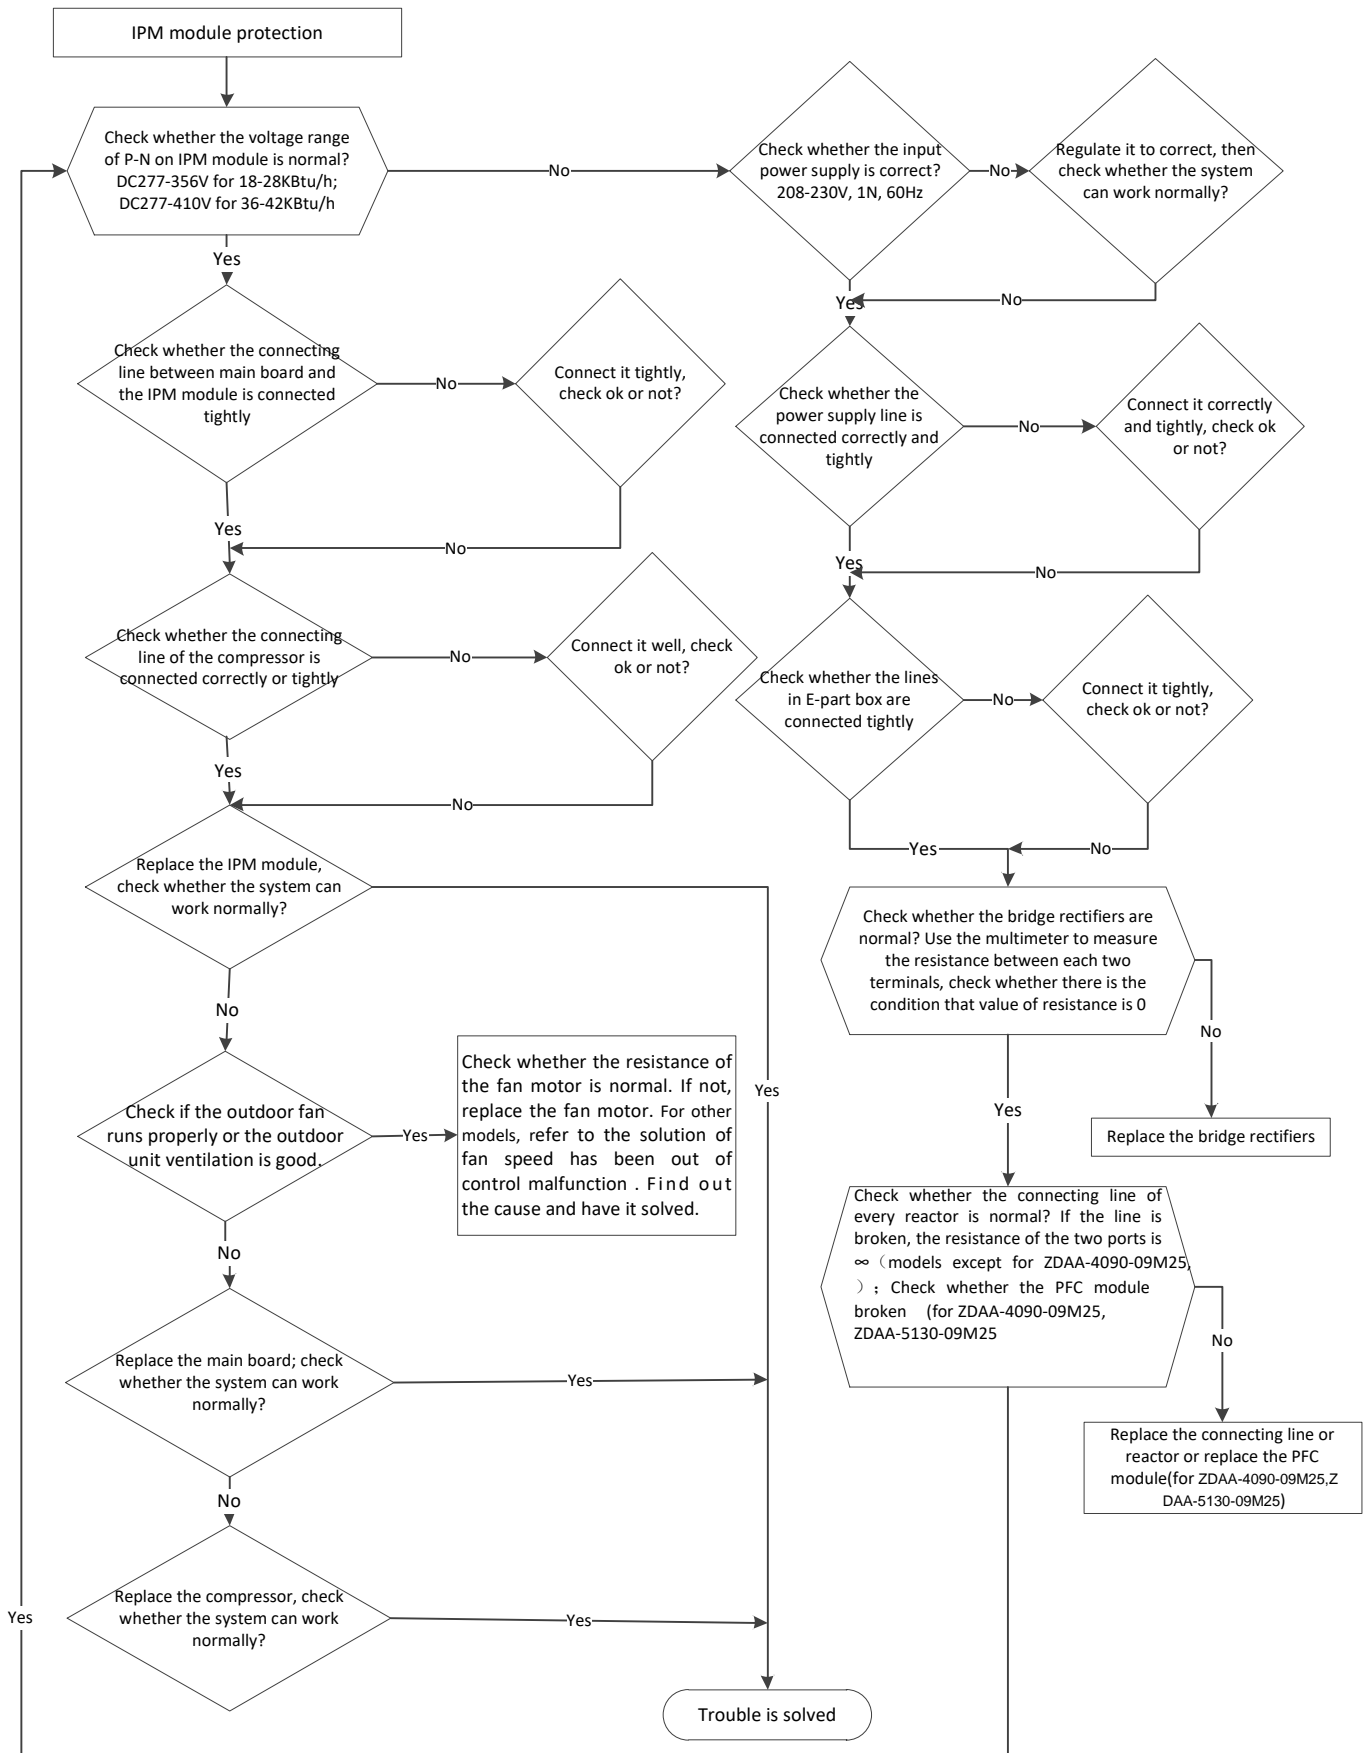 IPM module protection
Check whether the voltage range
of P-N on IPM module is normal?
DC277-356V for 18-28KBtu/h;
DC277-410V for 36-42KBtu/h
No
Check whether the input
power supply is correct?
208-230V, 1N, 60Hz
No
Regulate it to correct, then
check whether the system
can work normally?
Yes
No
Yes
Check whether the connecting
line between main board and
the IPM module is connected
tightly
No
Connect it tightly,
check ok or not?
Check whether the
power supply line is
connected correctly and
tightly
No
Connect it correctly
and tightly, check ok
or not?
Yes
No
Yes
No
Check whether the connecting
line of the compressor is
connected correctly or tightly
No
Connect it well, check
ok or not?
Check whether the lines
in E-part box are
connected tightly
No
Connect it tightly,
check ok or not?
Yes
No
Yes
No
Replace the IPM module,
check whether the system can
work normally?
Check whether the bridge rectifiers are
normal? Use the multimeter to measure
the resistance between each two
terminals, check whether there is the
condition that value of resistance is 0
No
No
Replace the bridge rectifiers
Yes
Yes
Check if the outdoor fan
runs properly or the outdoor
unit ventilation is good.
Yes
Check whether the resistance of
the fan motor is normal. If not,
replace the fan motor. For other
models, refer to the solution of
fan speed has been out of
control malfunction . Find out
the cause and have it solved.
Check whether the connecting line of
every reactor is normal? If the line is
broken, the resistance of the two ports is
∞（models except for ZDAA-4090-09M25,
）; Check whether the PFC module
broken (for ZDAA-4090-09M25,
ZDAA-5130-09M25
No
No
Replace the main board; check
whether the system can work
normally?
Yes
Replace the connecting line or
reactor or replace the PFC
module(for ZDAA-4090-09M25,Z
DAA-5130-09M25)
No
Replace the compressor, check
whether the system can work
normally?
Yes
Yes
Trouble is solved